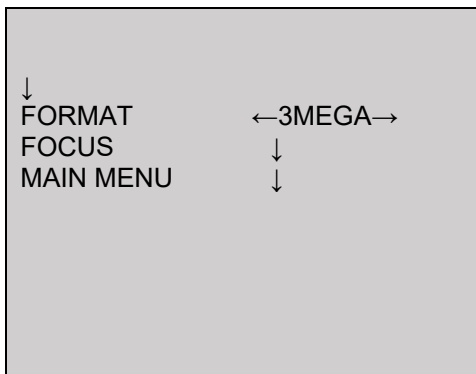 ↓
FORMAT ←3MEGA→
FOCUS ↓
MAIN MENU ↓